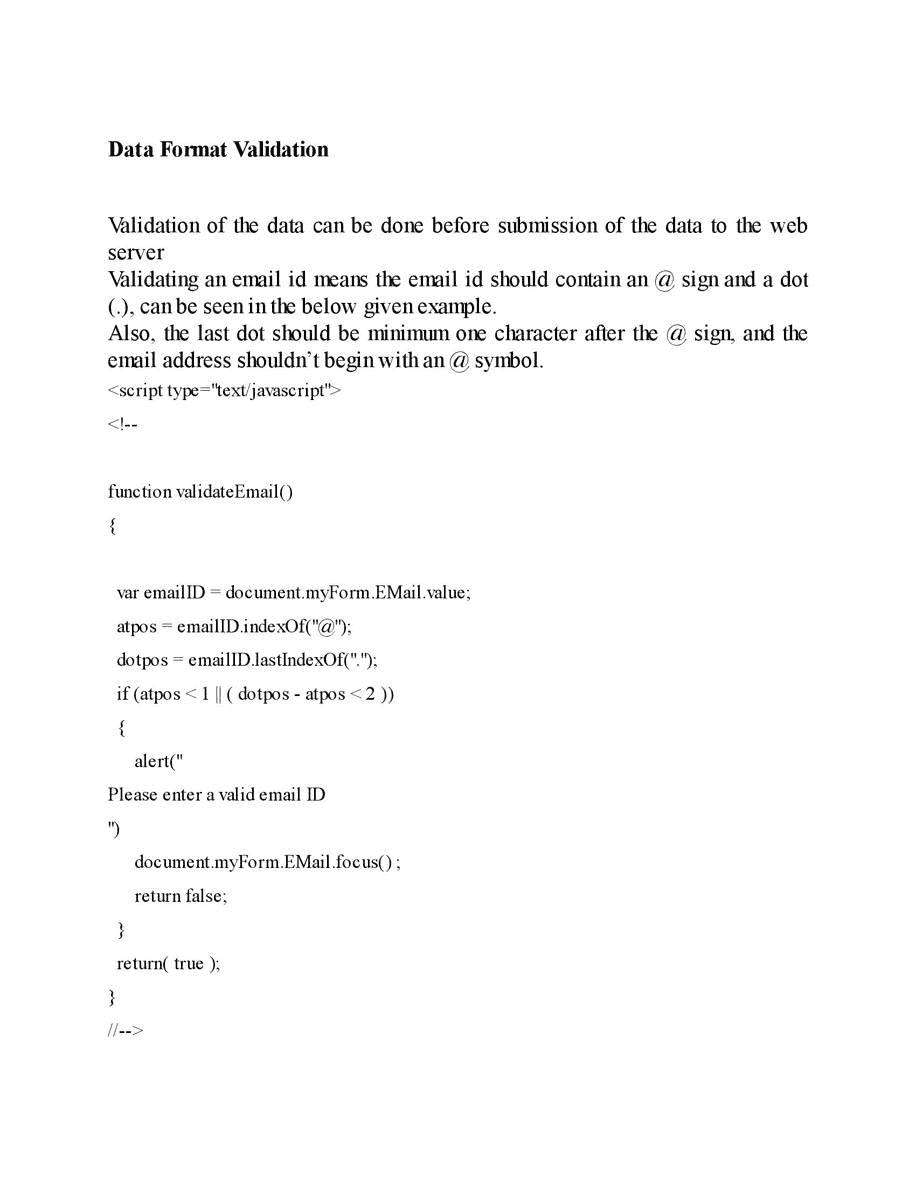 Data Format Validation
Validation of the data can be done before submission of the data to the web
server
Validating an email id means the email id should contain an @ sign and a dot
(.), can be seen in the below given example.
Also, the last dot should be minimum one character after the @ sign, and the
email address shouldn’t begin with an @ symbol.
<script type="text/javascript">
<!--
function validateEmail()
{
var emailID = document.myForm.EMail.value;
atpos = emailID.indexOf("@");
dotpos = emailID.lastIndexOf(".");
if (atpos < 1 || ( dotpos - atpos < 2 ))
{
alert("
Please enter a valid email ID
")
document.myForm.EMail.focus() ;
return false;
}
return( true );
}
//-->